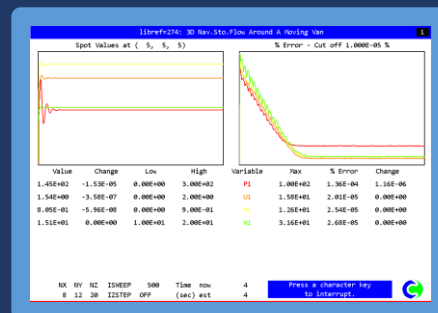 libref=274: 3D Nav.Sto.Flow Around A Moving Van 1
Spot Values at ( 5, 5, 5) % Error - Cut off 1.000E-05 %
Value Change Low High Variable Max % Error Change
1.45E+02 -1.53E-05 0.00E+00 3.00E+02 P1 1.00E+02 1.36E-04 1.16E-06
1.54E+00 -3.58E-07 0.00E+00 2.00E+00 U1 1.58E+01 2.01E-05 0.00E+00
8.05E-01 -5.96E-08 0.00E+00 9.00E-01 V1 1.26E+01 2.54E-05 0.00E+00
1.51E+01 0.00E+00 1.00E+01 2.00E+01 W1 3.16E+01 2.68E-05 0.00E+00
NX NY NZ ISWEEP 500 Time now 4 Press a character key
8 12 20 IZSTEP OFF (sec) est 4 to interrupt.